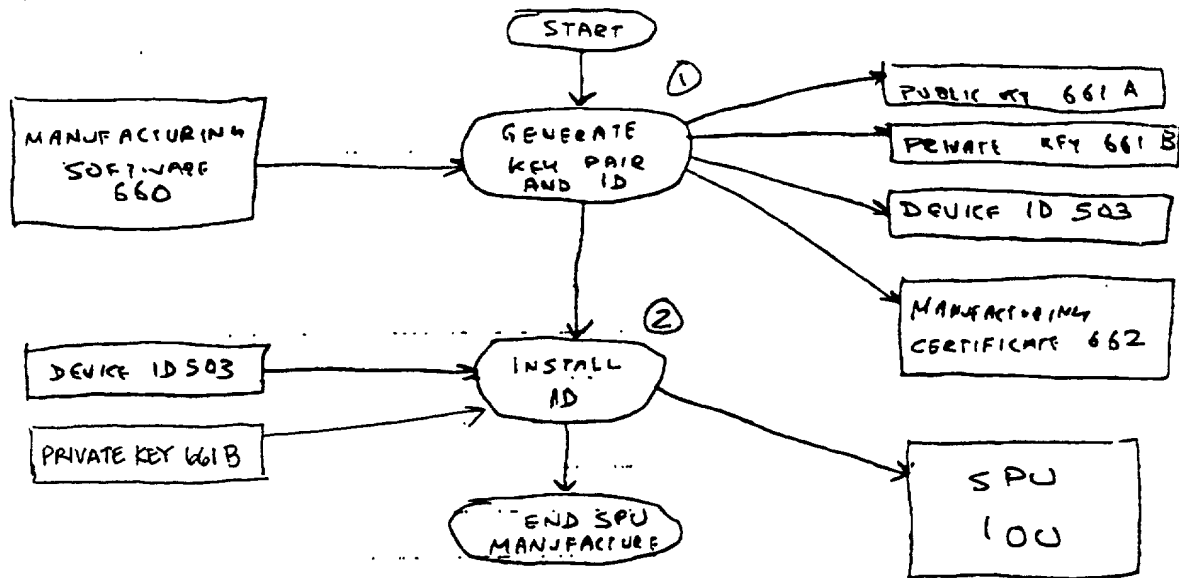 START
①
GENERATE
KEY PAIR
AND ID
MANUFACTURING
SOFTWARE
660
PUBLIC KEY 661 A
PRIVATE KEY 661 B
DEVICE ID 503
MANUFACTURING
CERTIFICATE 662
②
INSTALL
ID
DEVICE ID 503
PRIVATE KEY 661B
SPU
100
END SPU
MANUFACTURE